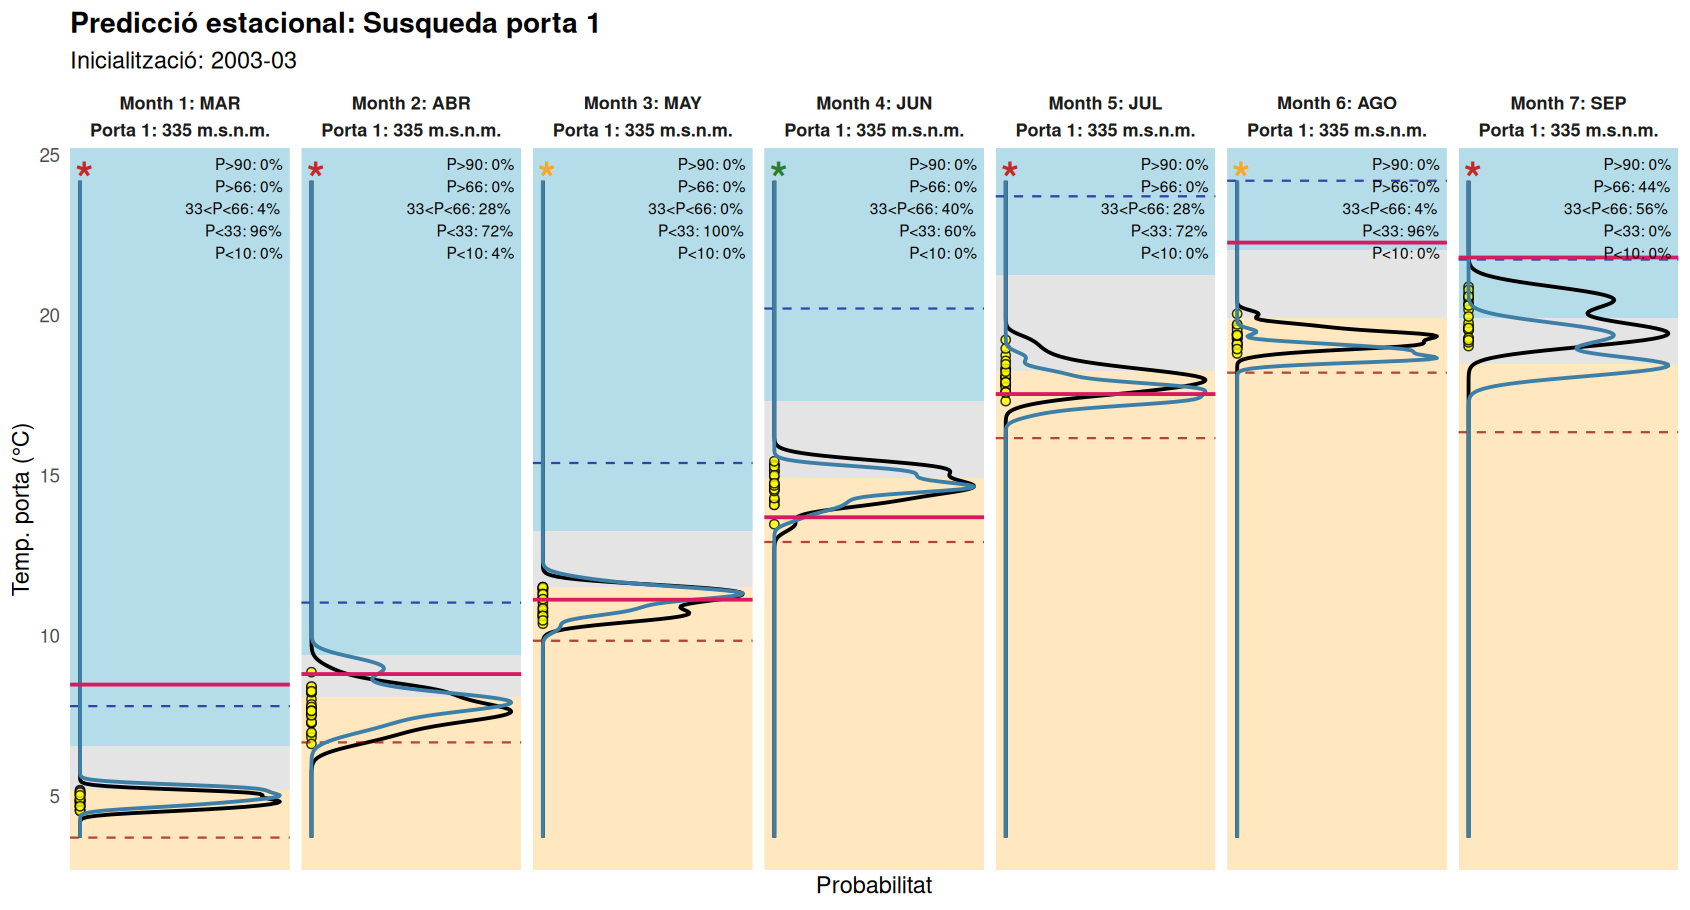 Predicció estacional: Susqueda porta 1
Inicialització: 2003-03
Month 1: MAR
Porta 1: 335 m.s.n.m.
Month 2: ABR
Porta 1: 335 m.s.n.m.
Month 3: MAY
Porta 1: 335 m.s.n.m.
Month 4: JUN
Porta 1: 335 m.s.n.m.
Month 5: JUL
Porta 1: 335 m.s.n.m.
Month 6: AGO
Porta 1: 335 m.s.n.m.
Month 7: SEP
Porta 1: 335 m.s.n.m.
*
P>90: 0%
P>66: 0%
33<P<66: 4%
P<33: 96%
P<10: 0%
*
P>90: 0%
P>66: 0%
33<P<66: 28%
P<33: 72%
P<10: 4%
*
P>90: 0%
P>66: 0%
33<P<66: 0%
P<33: 100%
P<10: 0%
*
P>90: 0%
P>66: 0%
33<P<66: 40%
P<33: 60%
P<10: 0%
*
P>90: 0%
P>66: 0%
33<P<66: 28%
P<33: 72%
P<10: 0%
*
P>90: 0%
P>66: 0%
33<P<66: 4%
P<33: 96%
P<10: 0%
*
P>90: 0%
P>66: 44%
33<P<66: 56%
P<33: 0%
P<10: 0%
25
20
15
10
5
Temp. porta (°C)
Probabilitat